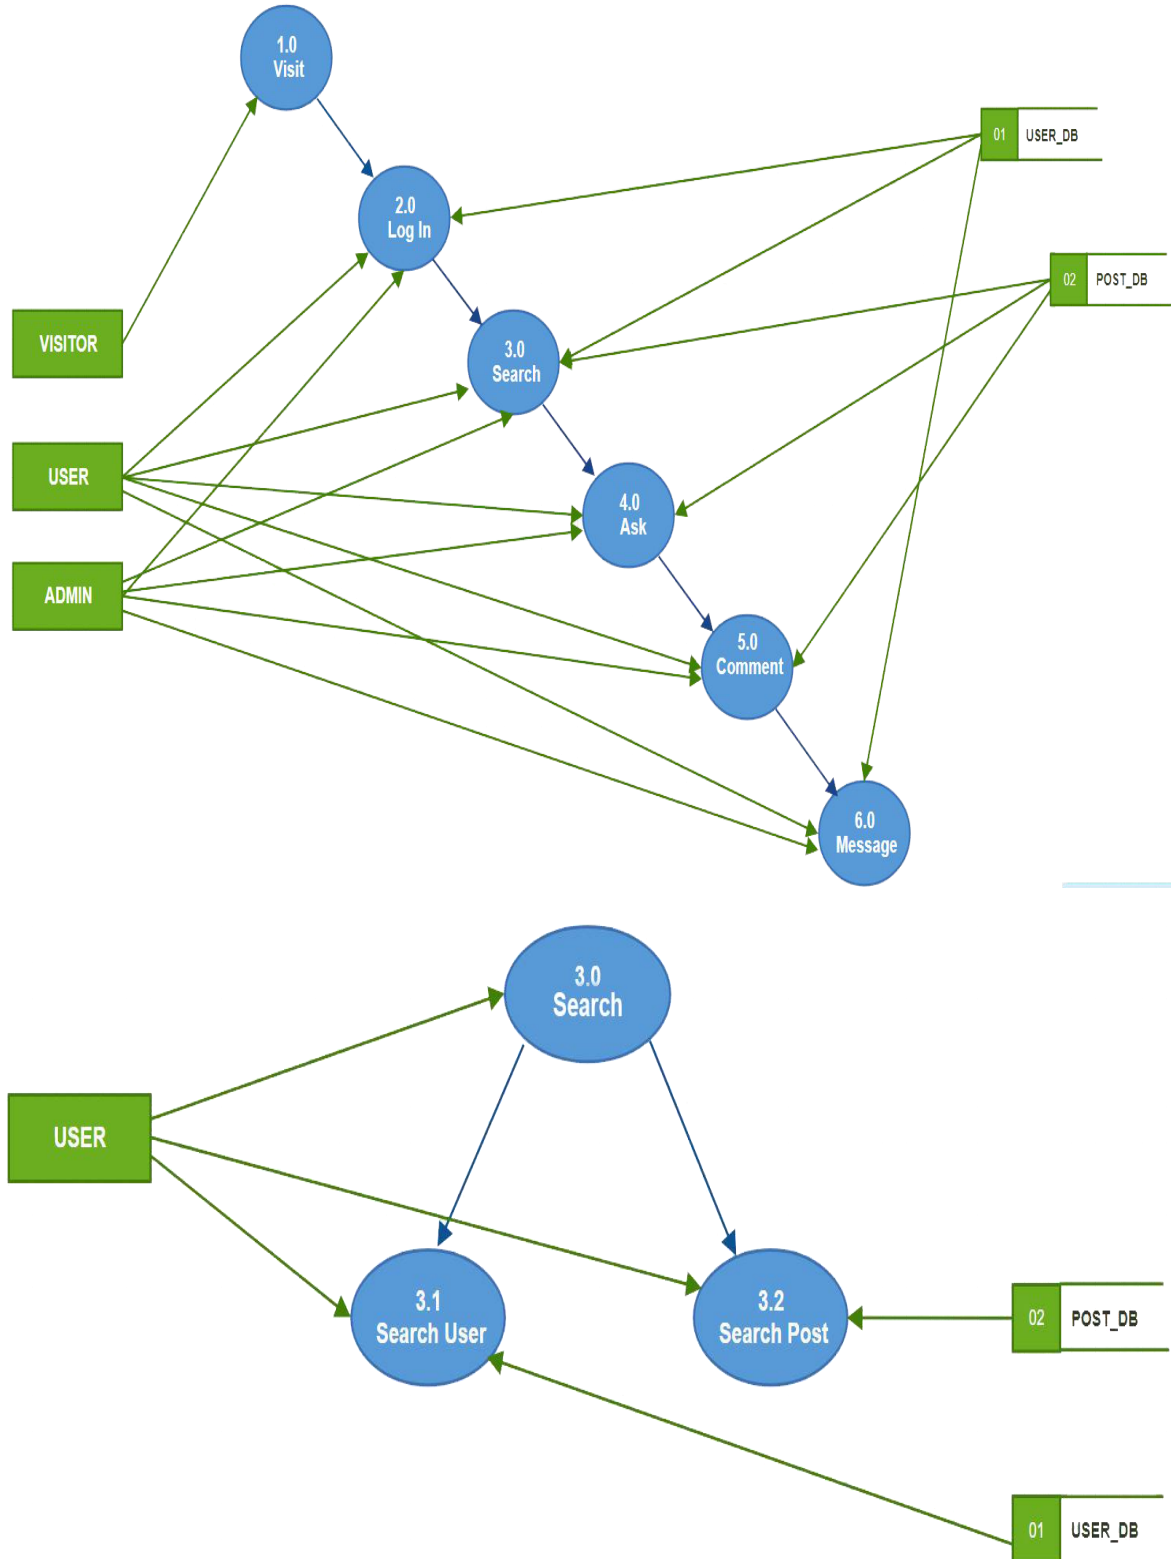 1.0
Visit
01
USER_DB
2.0
Log In
02
POST_DB
VISITOR
3.0
Search
USER
4.0
Ask
ADMIN
5.0
Comment
6.0
Message
3.0
Search
USER
3.1
Search User
3.2
Search Post
02
POST_DB
01
USER_DB